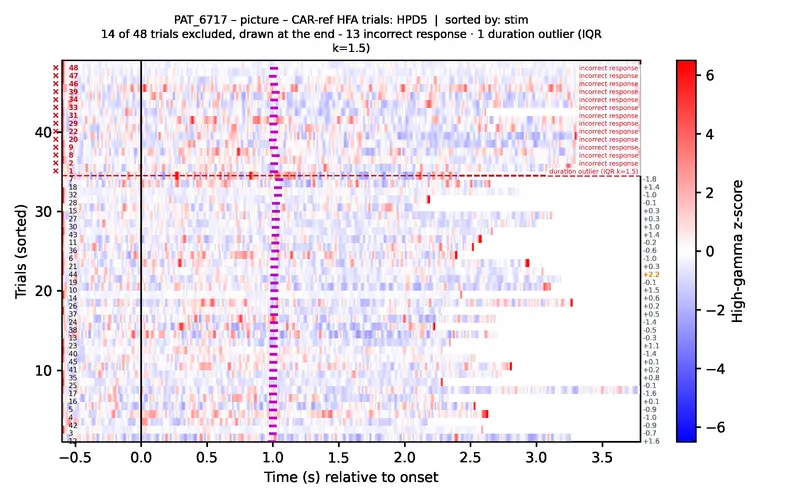 PAT_6717 – picture – CAR-ref HFA trials: HPD5 | sorted by: stim
14 of 48 trials excluded, drawn at the end - 13 incorrect response · 1 duration outlier (IQR
k=1.5)
× 48 incorrect response
× 47 incorrect response
× 46 incorrect response
× 39 incorrect response
× 34 incorrect response
× 33 incorrect response
× 31 incorrect response
× 29 incorrect response
× 22 incorrect response
× 20 incorrect response
× 9 incorrect response
× 8 incorrect response
× 2 incorrect response
× 1 duration outlier (IQR k=1.5)
7 -1.8
18 +1.4
32 -1.0
28 -0.1
15 +0.3
27 +0.3
30 +1.0
43 +1.4
11 -0.2
36 -0.6
6 -1.0
21 +0.3
44 +2.2
19 -0.1
10 +1.5
14 +0.6
26 +0.2
37 +0.5
24 -1.4
38 -0.5
13 -0.3
23 +1.1
40 -1.4
45 +0.1
41 +0.2
35 +0.8
25 -0.1
17 -1.6
16 +0.1
5 -0.9
4 -1.0
42 -0.9
3 -0.7
12 +1.6
40
30
20
10
Trials (sorted)
−0.5 0.0 0.5 1.0 1.5 2.0 2.5 3.0 3.5
Time (s) relative to onset
6
4
2
0
−2
−4
−6
High-gamma z-score